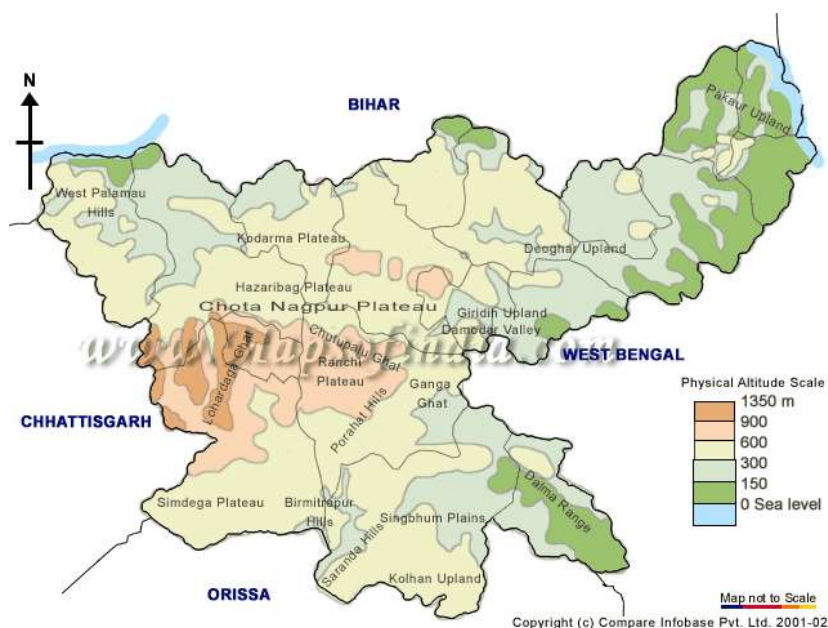 N
BIHAR
Pakaur Upland
West Palamau
Hills
Kodarma Plateau
Deoghar Upland
Hazaribag Plateau
Chota Nagpur Plateau
Giridih Upland
Damodar Valley
www.mapsofindia.com
WEST BENGAL
Chutupalu Ghat
Lohardaga Ghat
Ranchi
Plateau
Ganga
Ghat
Porahat Hills
CHHATTISGARH
Physical Altitude Scale
1350 m
900
600
300
150
0 Sea level
Simdega Plateau
Birmitrapur
Hills
Singbhum Plains
Dalma Range
Saranda Hills
Kolhan Upland
ORISSA
Map not to Scale
Copyright (c) Compare Infobase Pvt. Ltd. 2001-02